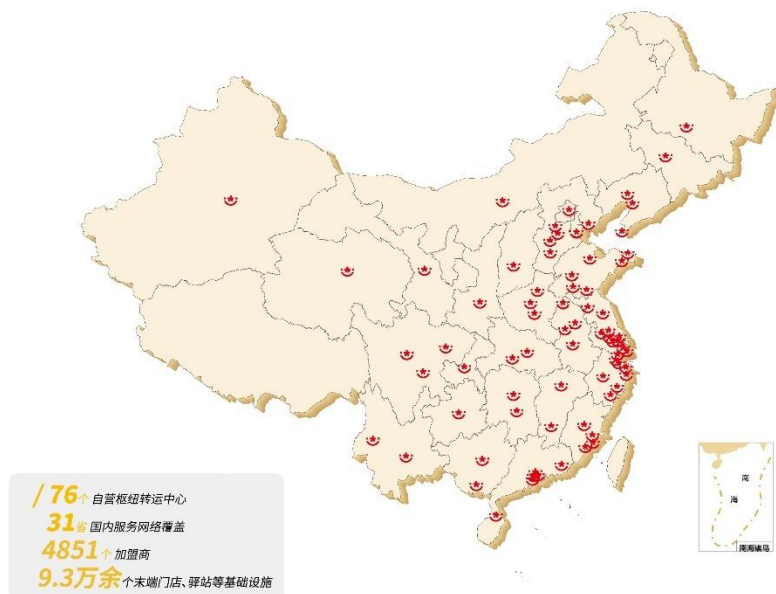 / 76个 自营枢纽转运中心
31省 国内服务网络覆盖
4851个 加盟商
9.3万余个末端门店、驿站等基础设施
南
海
南海诸岛